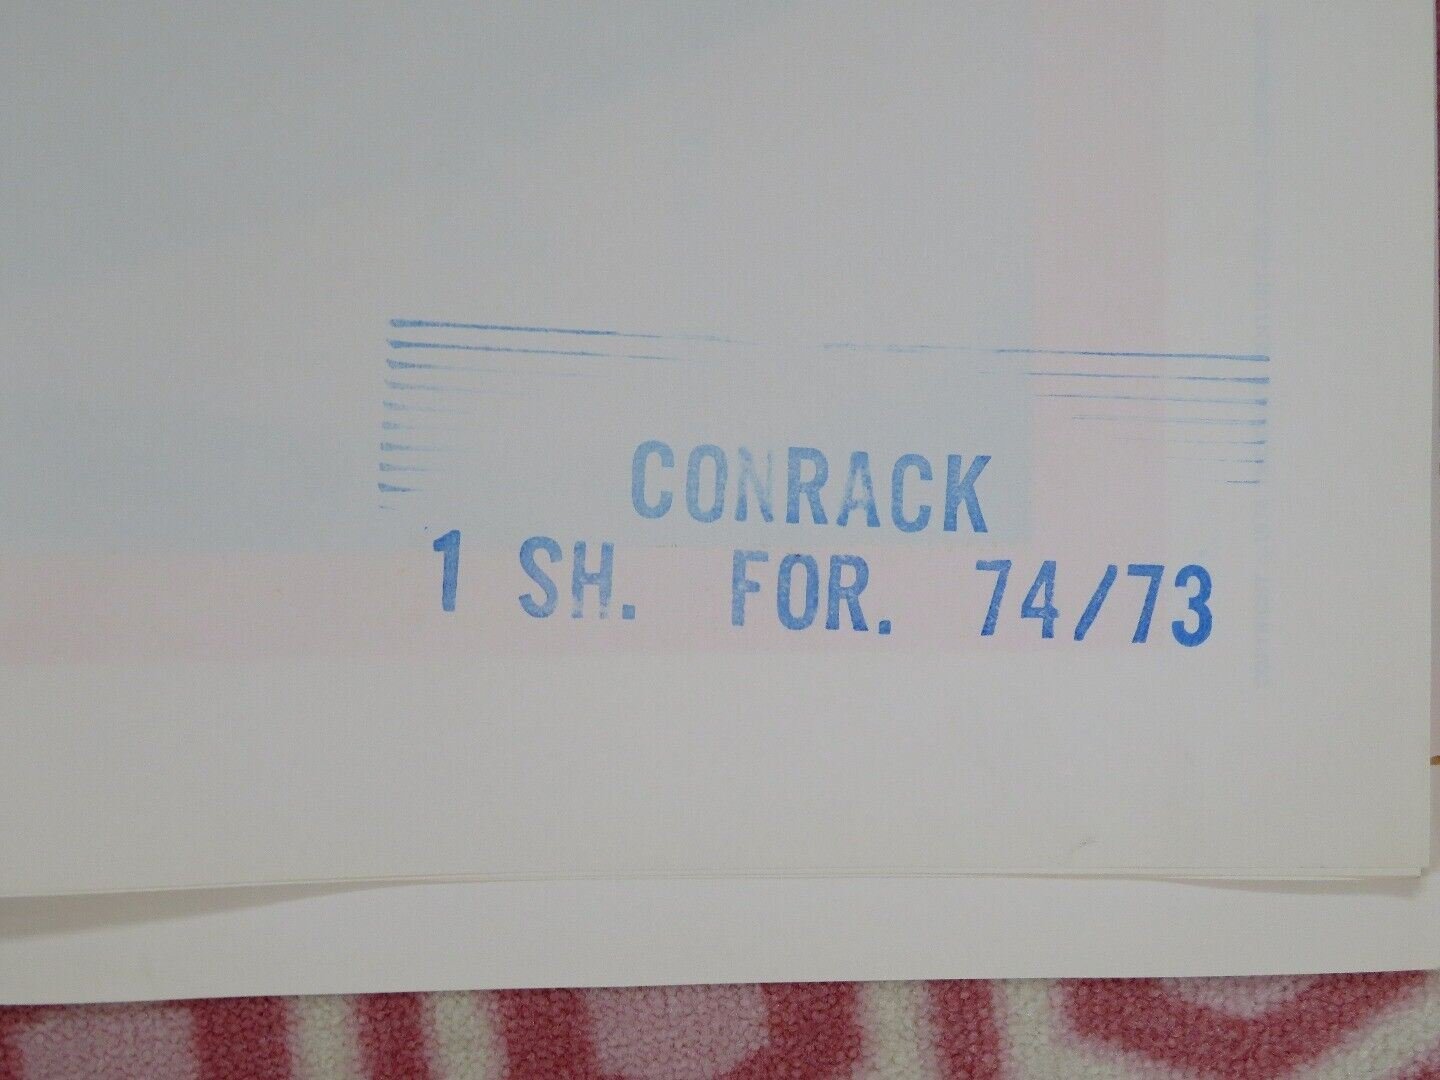 CONRACK
1 SH. FOR. 74/73